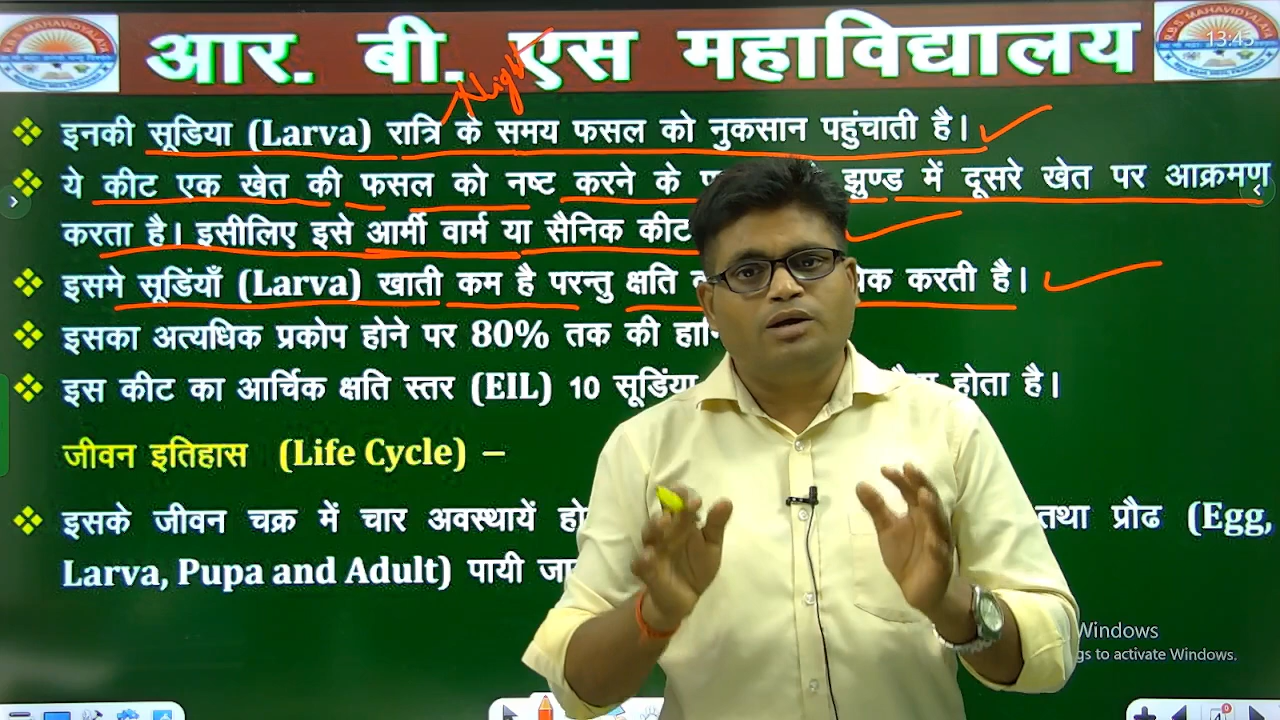 आर. बी. एस महाविद्यालय
13:45
Night
इनकी सूडिया (Larva) रात्रि के समय फसल को नुकसान पहुंचाती है।
ये कीट एक खेत की फसल को नष्ट करने के झुण्ड में दूसरे खेत पर आक्रमण
करता है। इसीलिए इसे आर्मी वार्म या सैनिक कीट
इसमे सूडिंयाँ (Larva) खाती कम है परन्तु क्षति करती है।
इसका अत्यधिक प्रकोप होने पर 80% तक की
इस कीट का आर्थिक क्षति स्तर (EIL) 10 होता है।
जीवन इतिहास (Life Cycle) –
इसके जीवन चक्र में चार अवस्थायें तथा प्रौढ (Egg,
Larva, Pupa and Adult) पायी
Windows
to activate Windows.